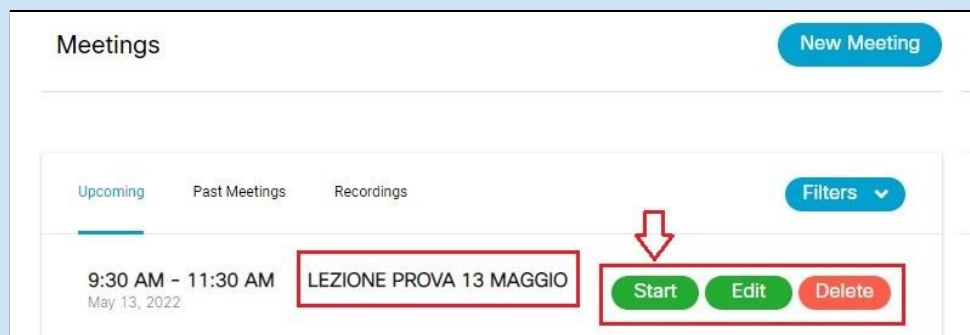 Meetings
New Meeting
Upcoming Past Meetings Recordings Filters
9:30 AM - 11:30 AM LEZIONE PROVA 13 MAGGIO Start Edit Delete
May 13, 2022